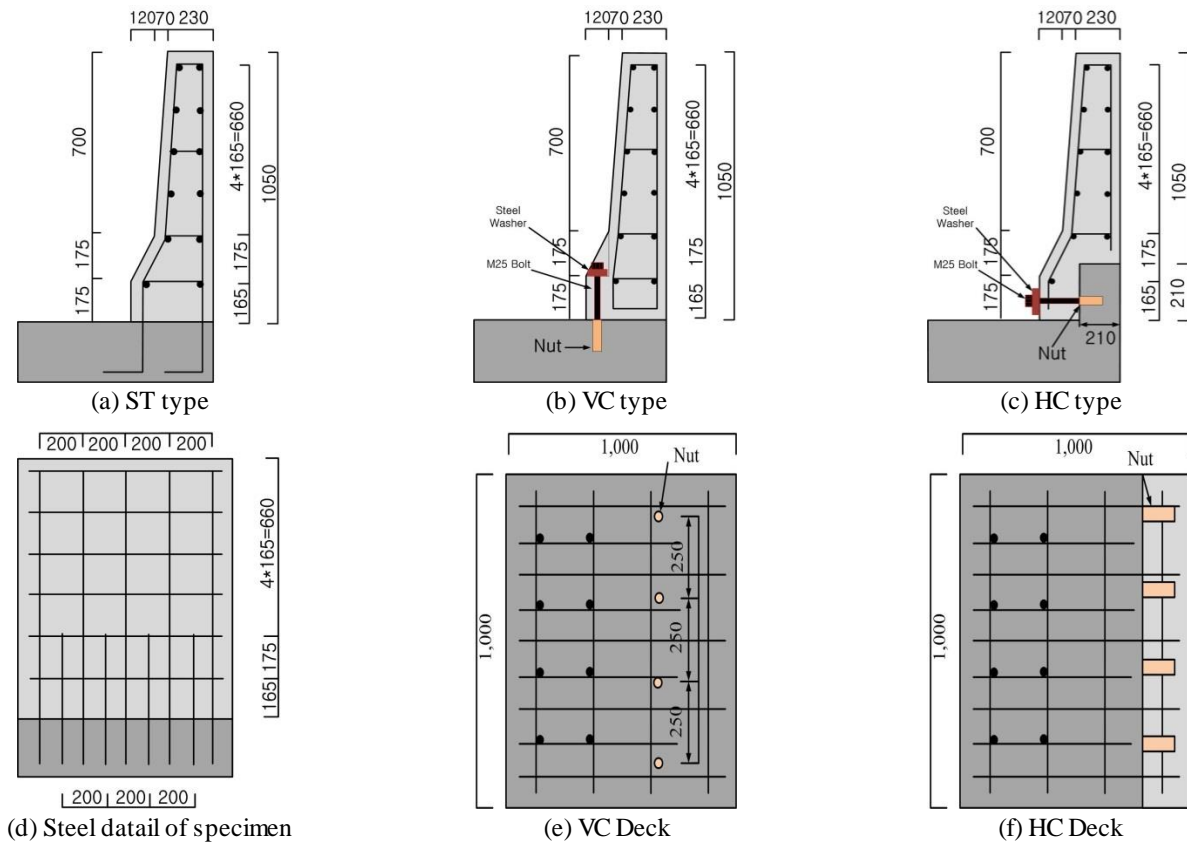 12070 230
700
175
175
4*165=660
175
165
1050
(a) ST type
12070 230
700
175
175
4*165=660
175
165
1050
Steel
Washer
M25 Bolt
Nut
(b) VC type
12070 230
700
175
175
4*165=660
175
165
1050
210
Steel
Washer
M25 Bolt
Nut
210
(c) HC type
200 200 200 200
4*165=660
175
165
200 200 200
(d) Steel datail of specimen
1,000
Nut
1,000
250
250
250
(e) VC Deck
1,000
Nut
1,000
(f) HC Deck